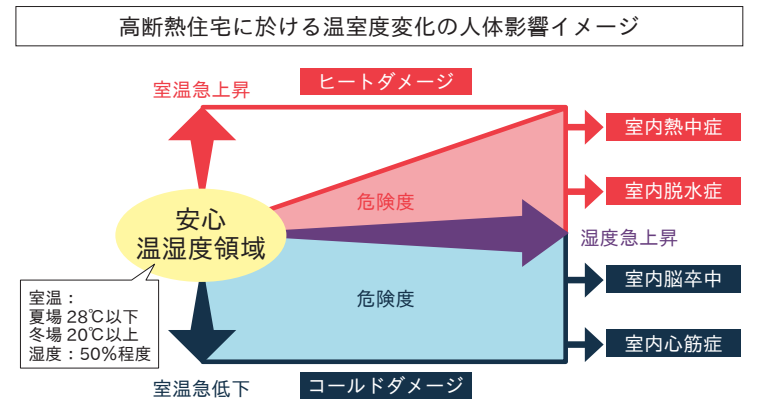 高断熱住宅に於ける温室度変化の人体影響イメージ
室温急上昇
ヒートダメージ
室内熱中症
室内脱水症
危険度
安心
温湿度領域
湿度急上昇
危険度
室内脳卒中
室内心筋症
室温：
夏場 28℃以下
冬場 20℃以上
湿度：50％程度
室温急低下
コールドダメージ